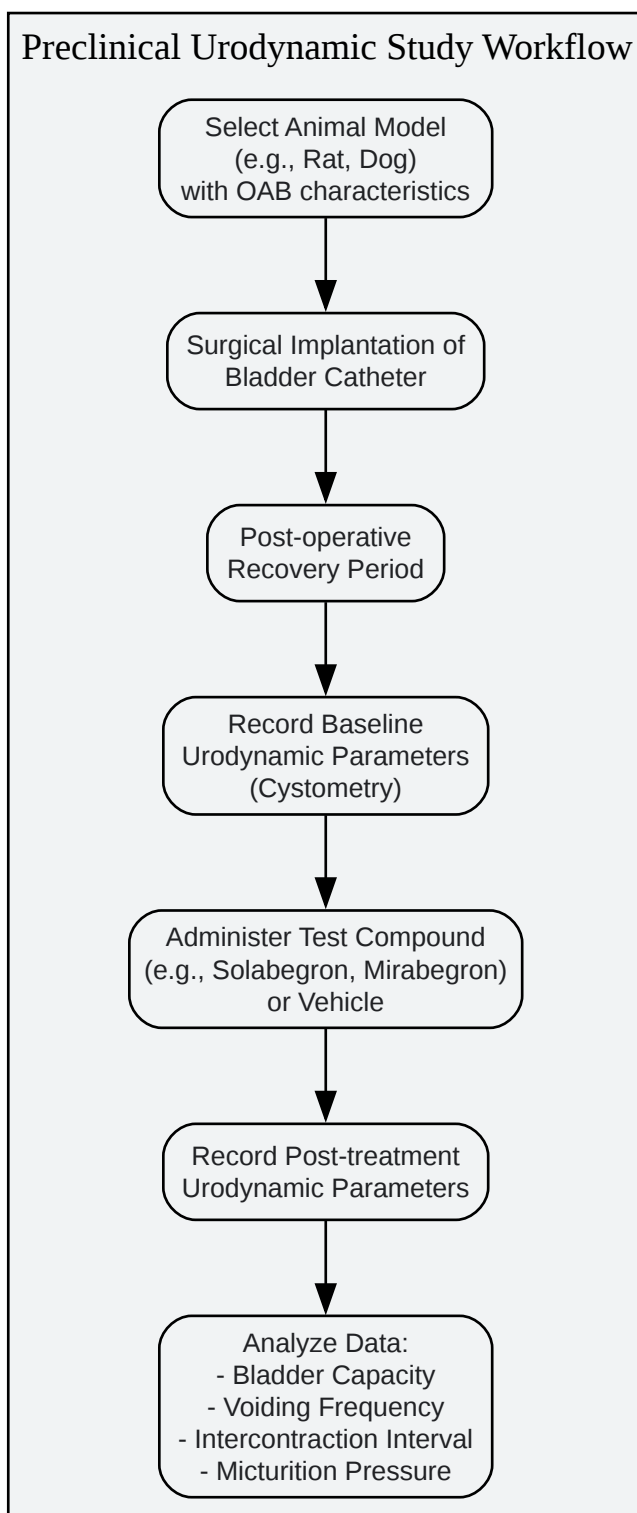 Preclinical Urodynamic Study Workflow
Select Animal Model
(e.g., Rat, Dog)
with OAB characteristics
Surgical Implantation of
Bladder Catheter
Post-operative
Recovery Period
Record Baseline
Urodynamic Parameters
(Cystometry)
Administer Test Compound
(e.g., Solabegron, Mirabegron)
or Vehicle
Record Post-treatment
Urodynamic Parameters
Analyze Data:
- Bladder Capacity
- Voiding Frequency
- Intercontraction Interval
- Micturition Pressure